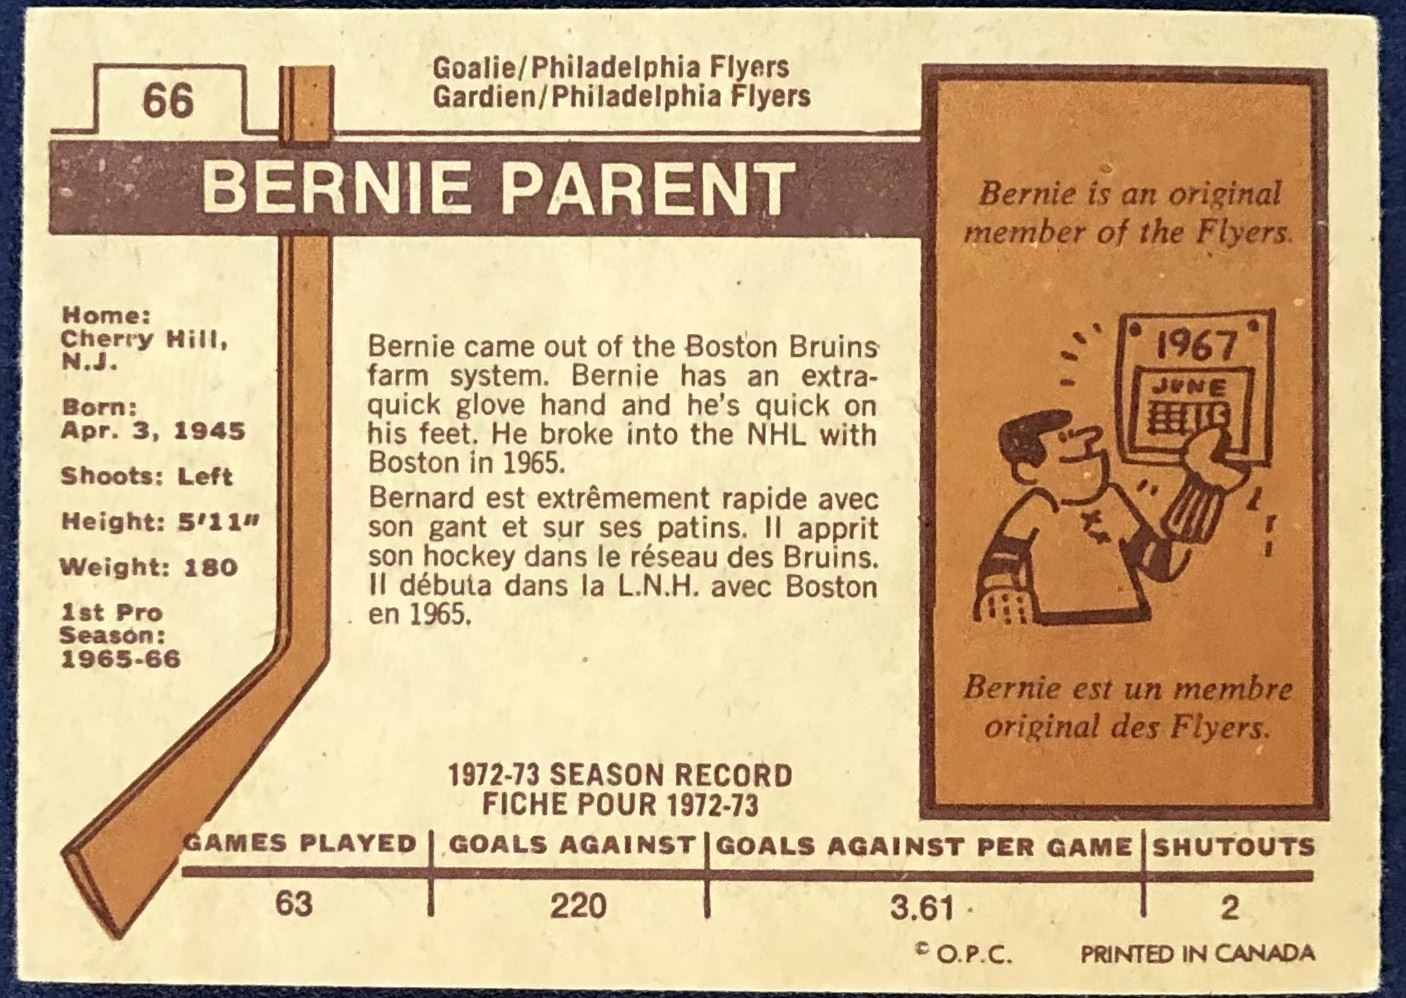 66
Goalie/Philadelphia Flyers
Gardien/Philadelphia Flyers
BERNIE PARENT
Home:
Cherry Hill,
N.J.
Born:
Apr. 3, 1945
Shoots: Left
Height: 5'11"
Weight: 180
1st Pro
Season:
1965-66
Bernie came out of the Boston Bruins
farm system. Bernie has an extra-
quick glove hand and he's quick on
his feet. He broke into the NHL with
Boston in 1965.
Bernard est extrêmement rapide avec
son gant et sur ses patins. Il apprit
son hockey dans le réseau des Bruins.
Il débuta dans la L.N.H. avec Boston
en 1965.
Bernie is an original
member of the Flyers.
1967
JUNE
Bernie est un membre
original des Flyers.
1972-73 SEASON RECORD
FICHE POUR 1972-73
GAMES PLAYED GOALS AGAINST GOALS AGAINST PER GAME SHUTOUTS
63 220 3.61 2
© O.P.C. PRINTED IN CANADA